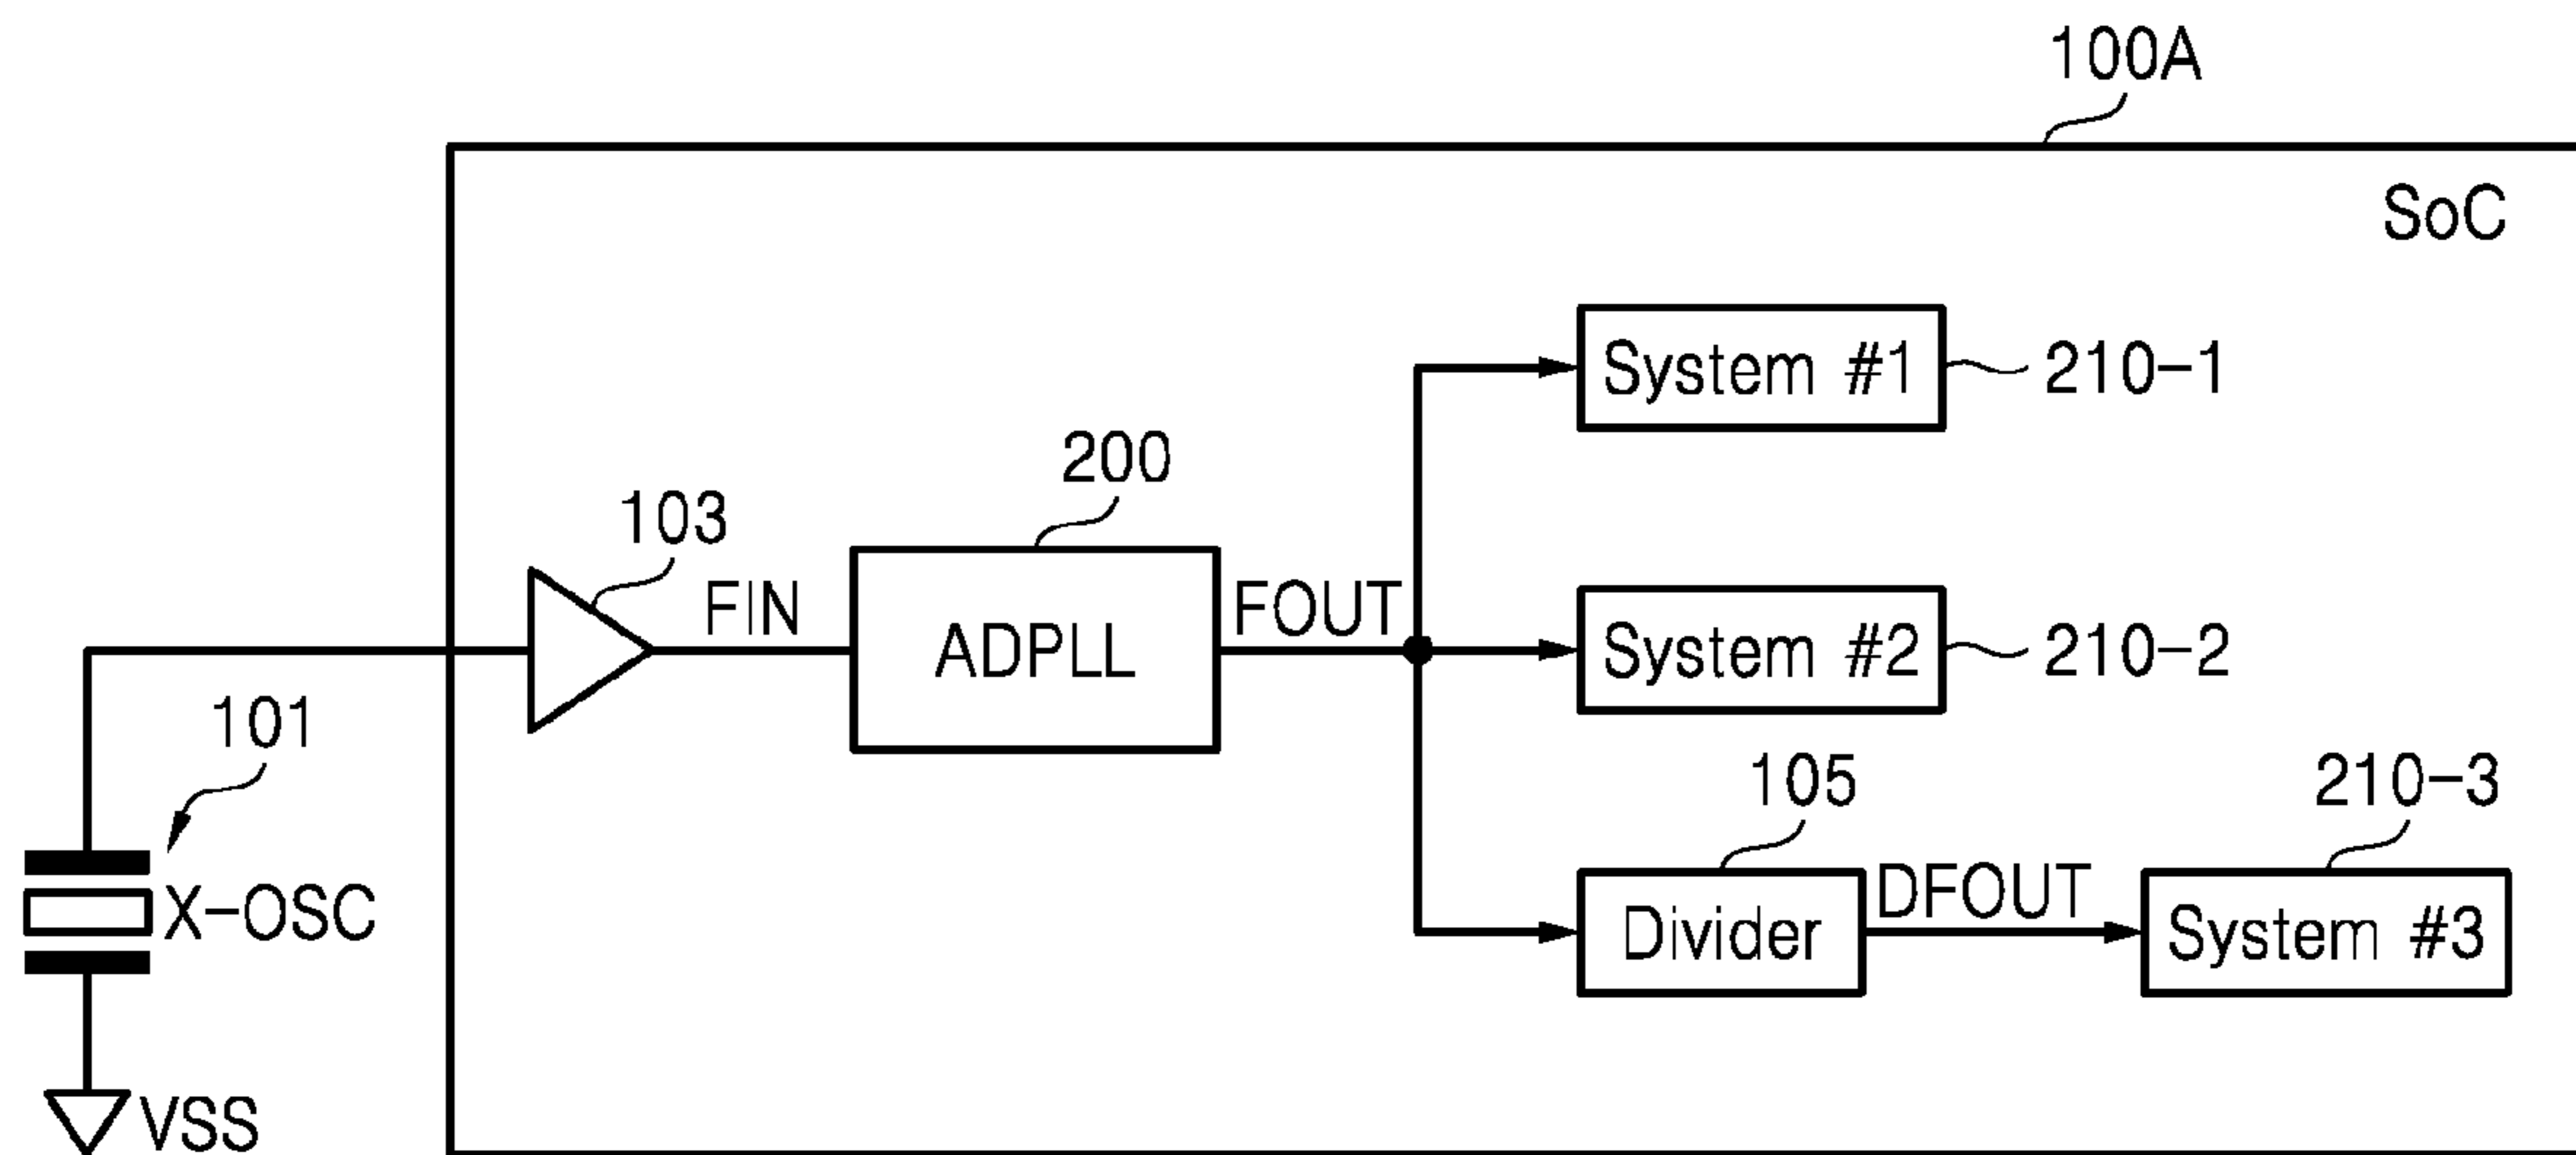 100A
SoC
System #1
210-1
200
103
FIN
ADPLL
FOUT
System #2
210-2
101
X-OSC
VSS
105
210-3
Divider
DFOUT
System #3